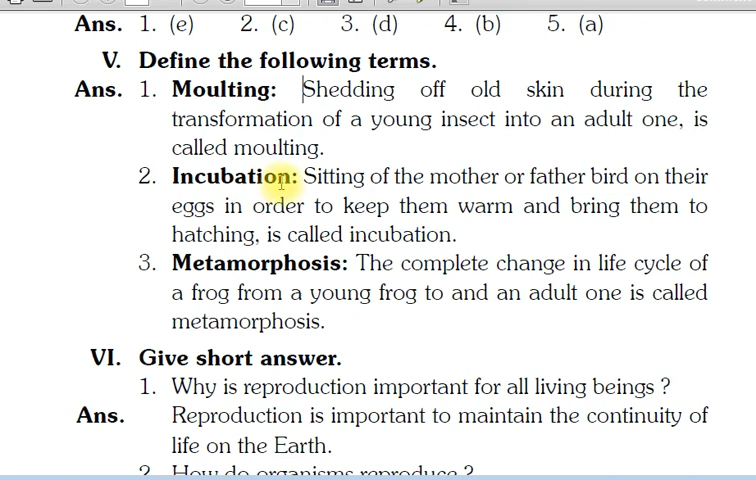 Ans. 1. (e) 2. (c) 3. (d) 4. (b) 5. (a)
V. Define the following terms.
Ans. 1. Moulting: Shedding off old skin during the
transformation of a young insect into an adult one, is
called moulting.
2. Incubation: Sitting of the mother or father bird on their
eggs in order to keep them warm and bring them to
hatching, is called incubation.
3. Metamorphosis: The complete change in life cycle of
a frog from a young frog to and an adult one is called
metamorphosis.
VI. Give short answer.
1. Why is reproduction important for all living beings ?
Ans. Reproduction is important to maintain the continuity of
life on the Earth.
2. How do organisms reproduce ?